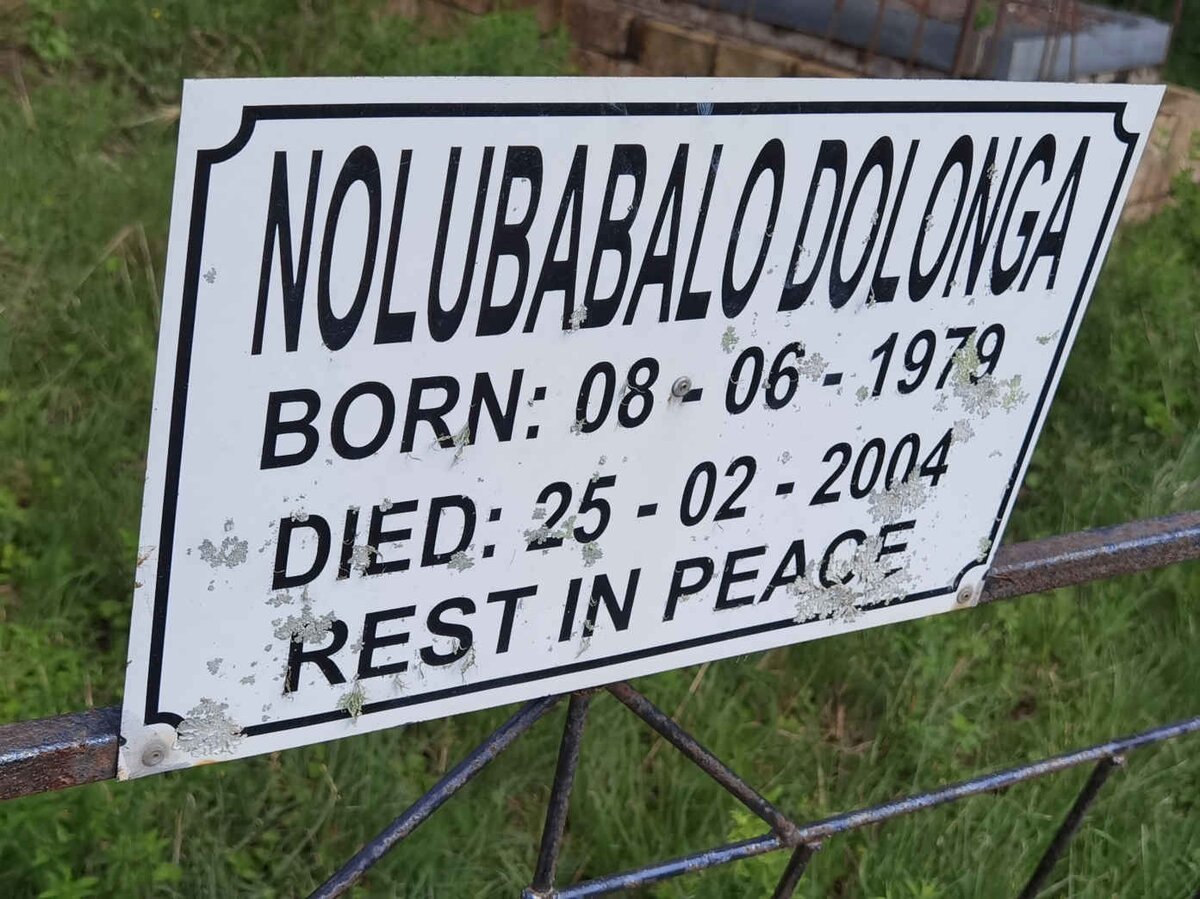 NOLUBABALO DOLONGA
BORN: 08 - 06 - 1979
DIED: 25 - 02 - 2004
REST IN PEACE